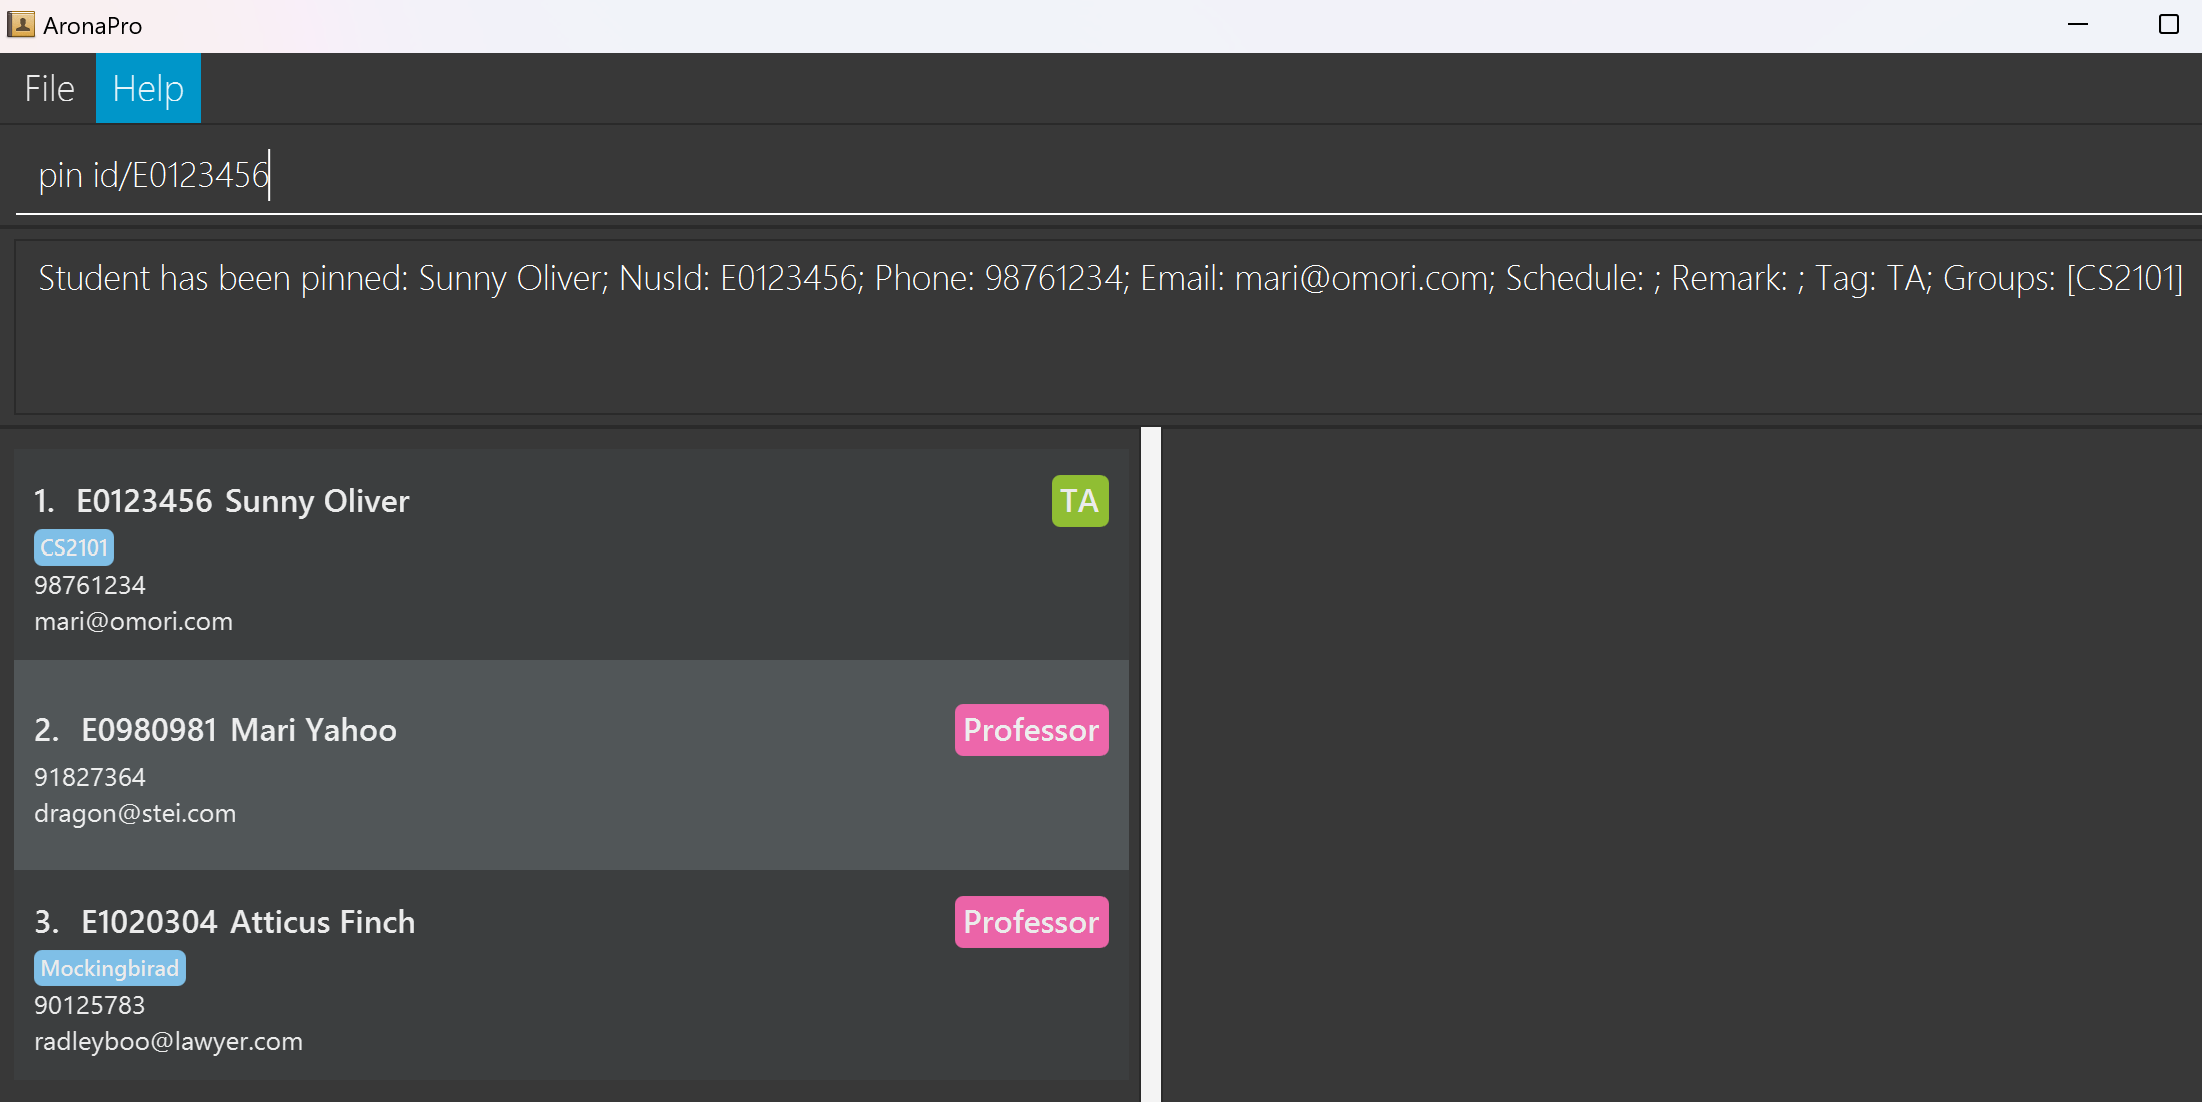 AronaPro
File Help
pin id/E0123456
Student has been pinned: Sunny Oliver; NusId: E0123456; Phone: 98761234; Email: mari@omori.com; Schedule: ; Remark: ; Tag: TA; Groups: [CS2101]
1. E0123456 Sunny Oliver TA
CS2101
98761234
mari@omori.com
2. E0980981 Mari Yahoo Professor
91827364
dragon@stei.com
3. E1020304 Atticus Finch Professor
Mockingbirad
90125783
radleyboo@lawyer.com